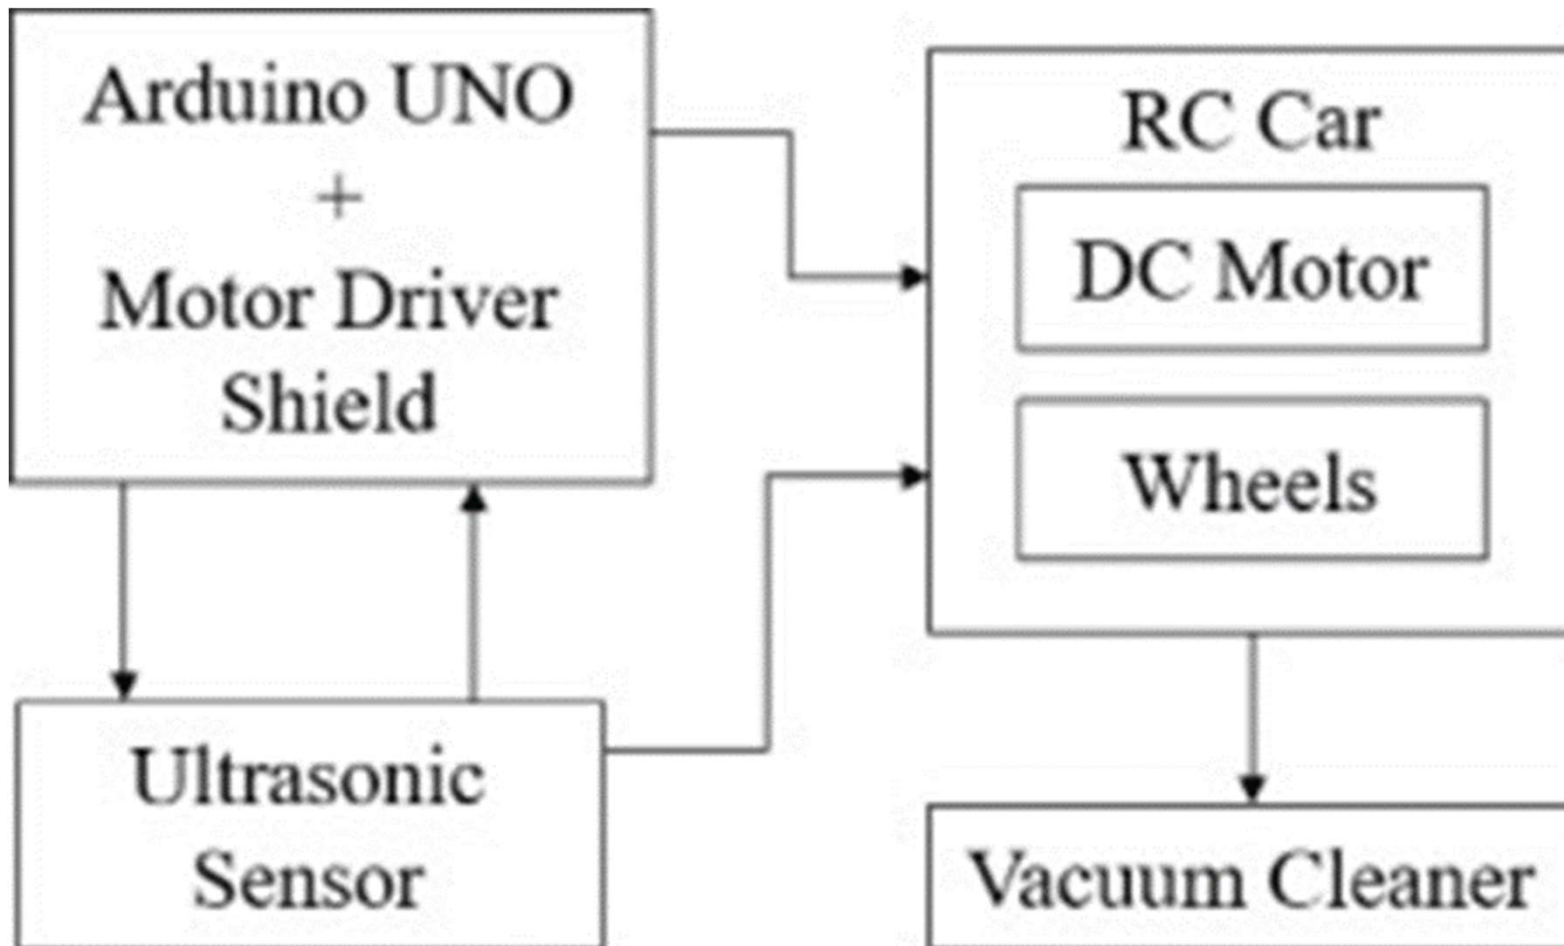 Arduino UNO
+
Motor Driver
Shield
RC Car
DC Motor
Wheels
Ultrasonic
Sensor
Vacuum Cleaner